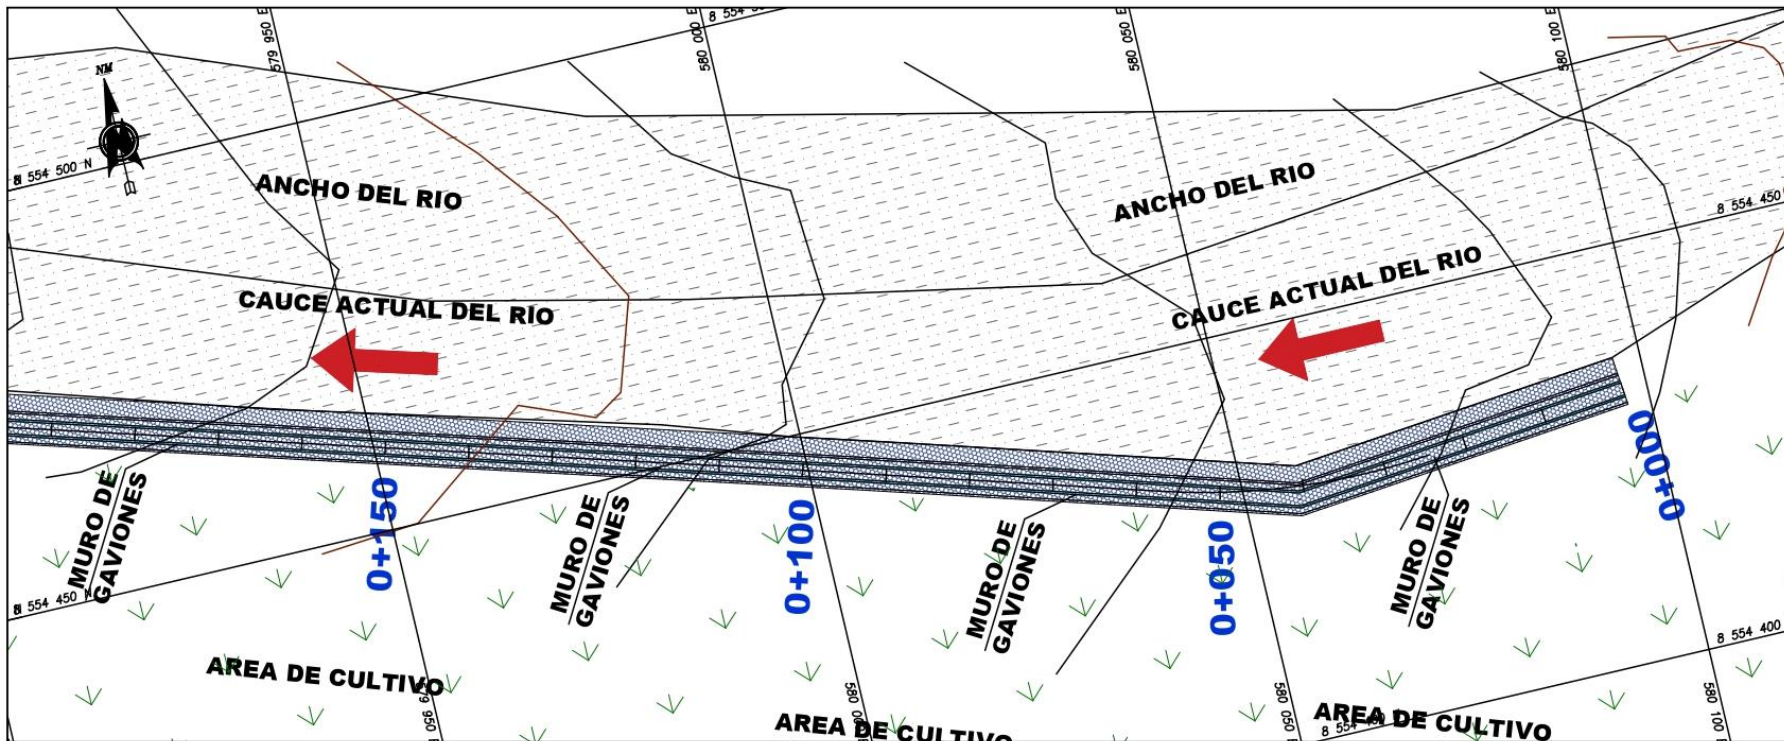 579 950 E
580 000 E
580 050 E
580 100 E
NM
8 554 500 N
ANCHO DEL RIO
ANCHO DEL RIO
8 554 450
CAUCE ACTUAL DEL RIO
CAUCE ACTUAL DEL RIO
MURO DE
GAVIONES
0+150
MURO DE
GAVIONES
0+100
MURO DE
GAVIONES
0+050
MURO DE
GAVIONES
0+000
8 554 450 N
8 554 400
AREA DE CULTIVO
AREA DE CULTIVO
AREA DE CULTIVO
579 950
580 050
580 100